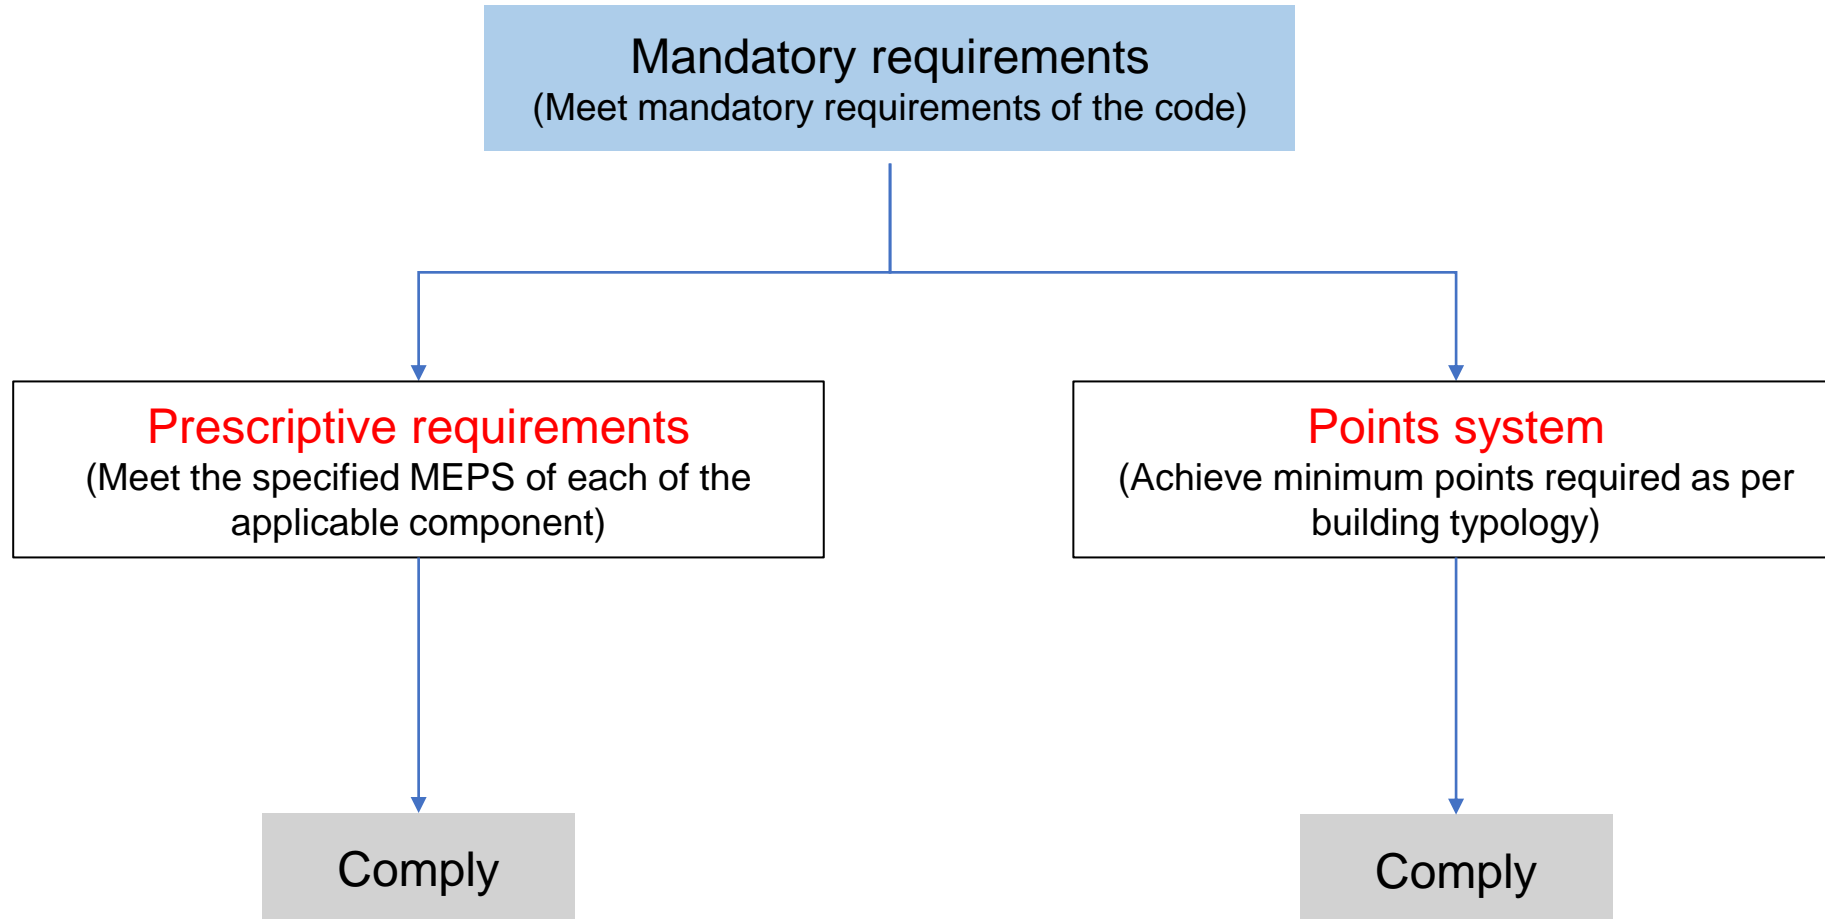 Mandatory requirements
(Meet mandatory requirements of the code)
Prescriptive requirements
(Meet the specified MEPS of each of the
applicable component)
Points system
(Achieve minimum points required as per
building typology)
Comply
Comply